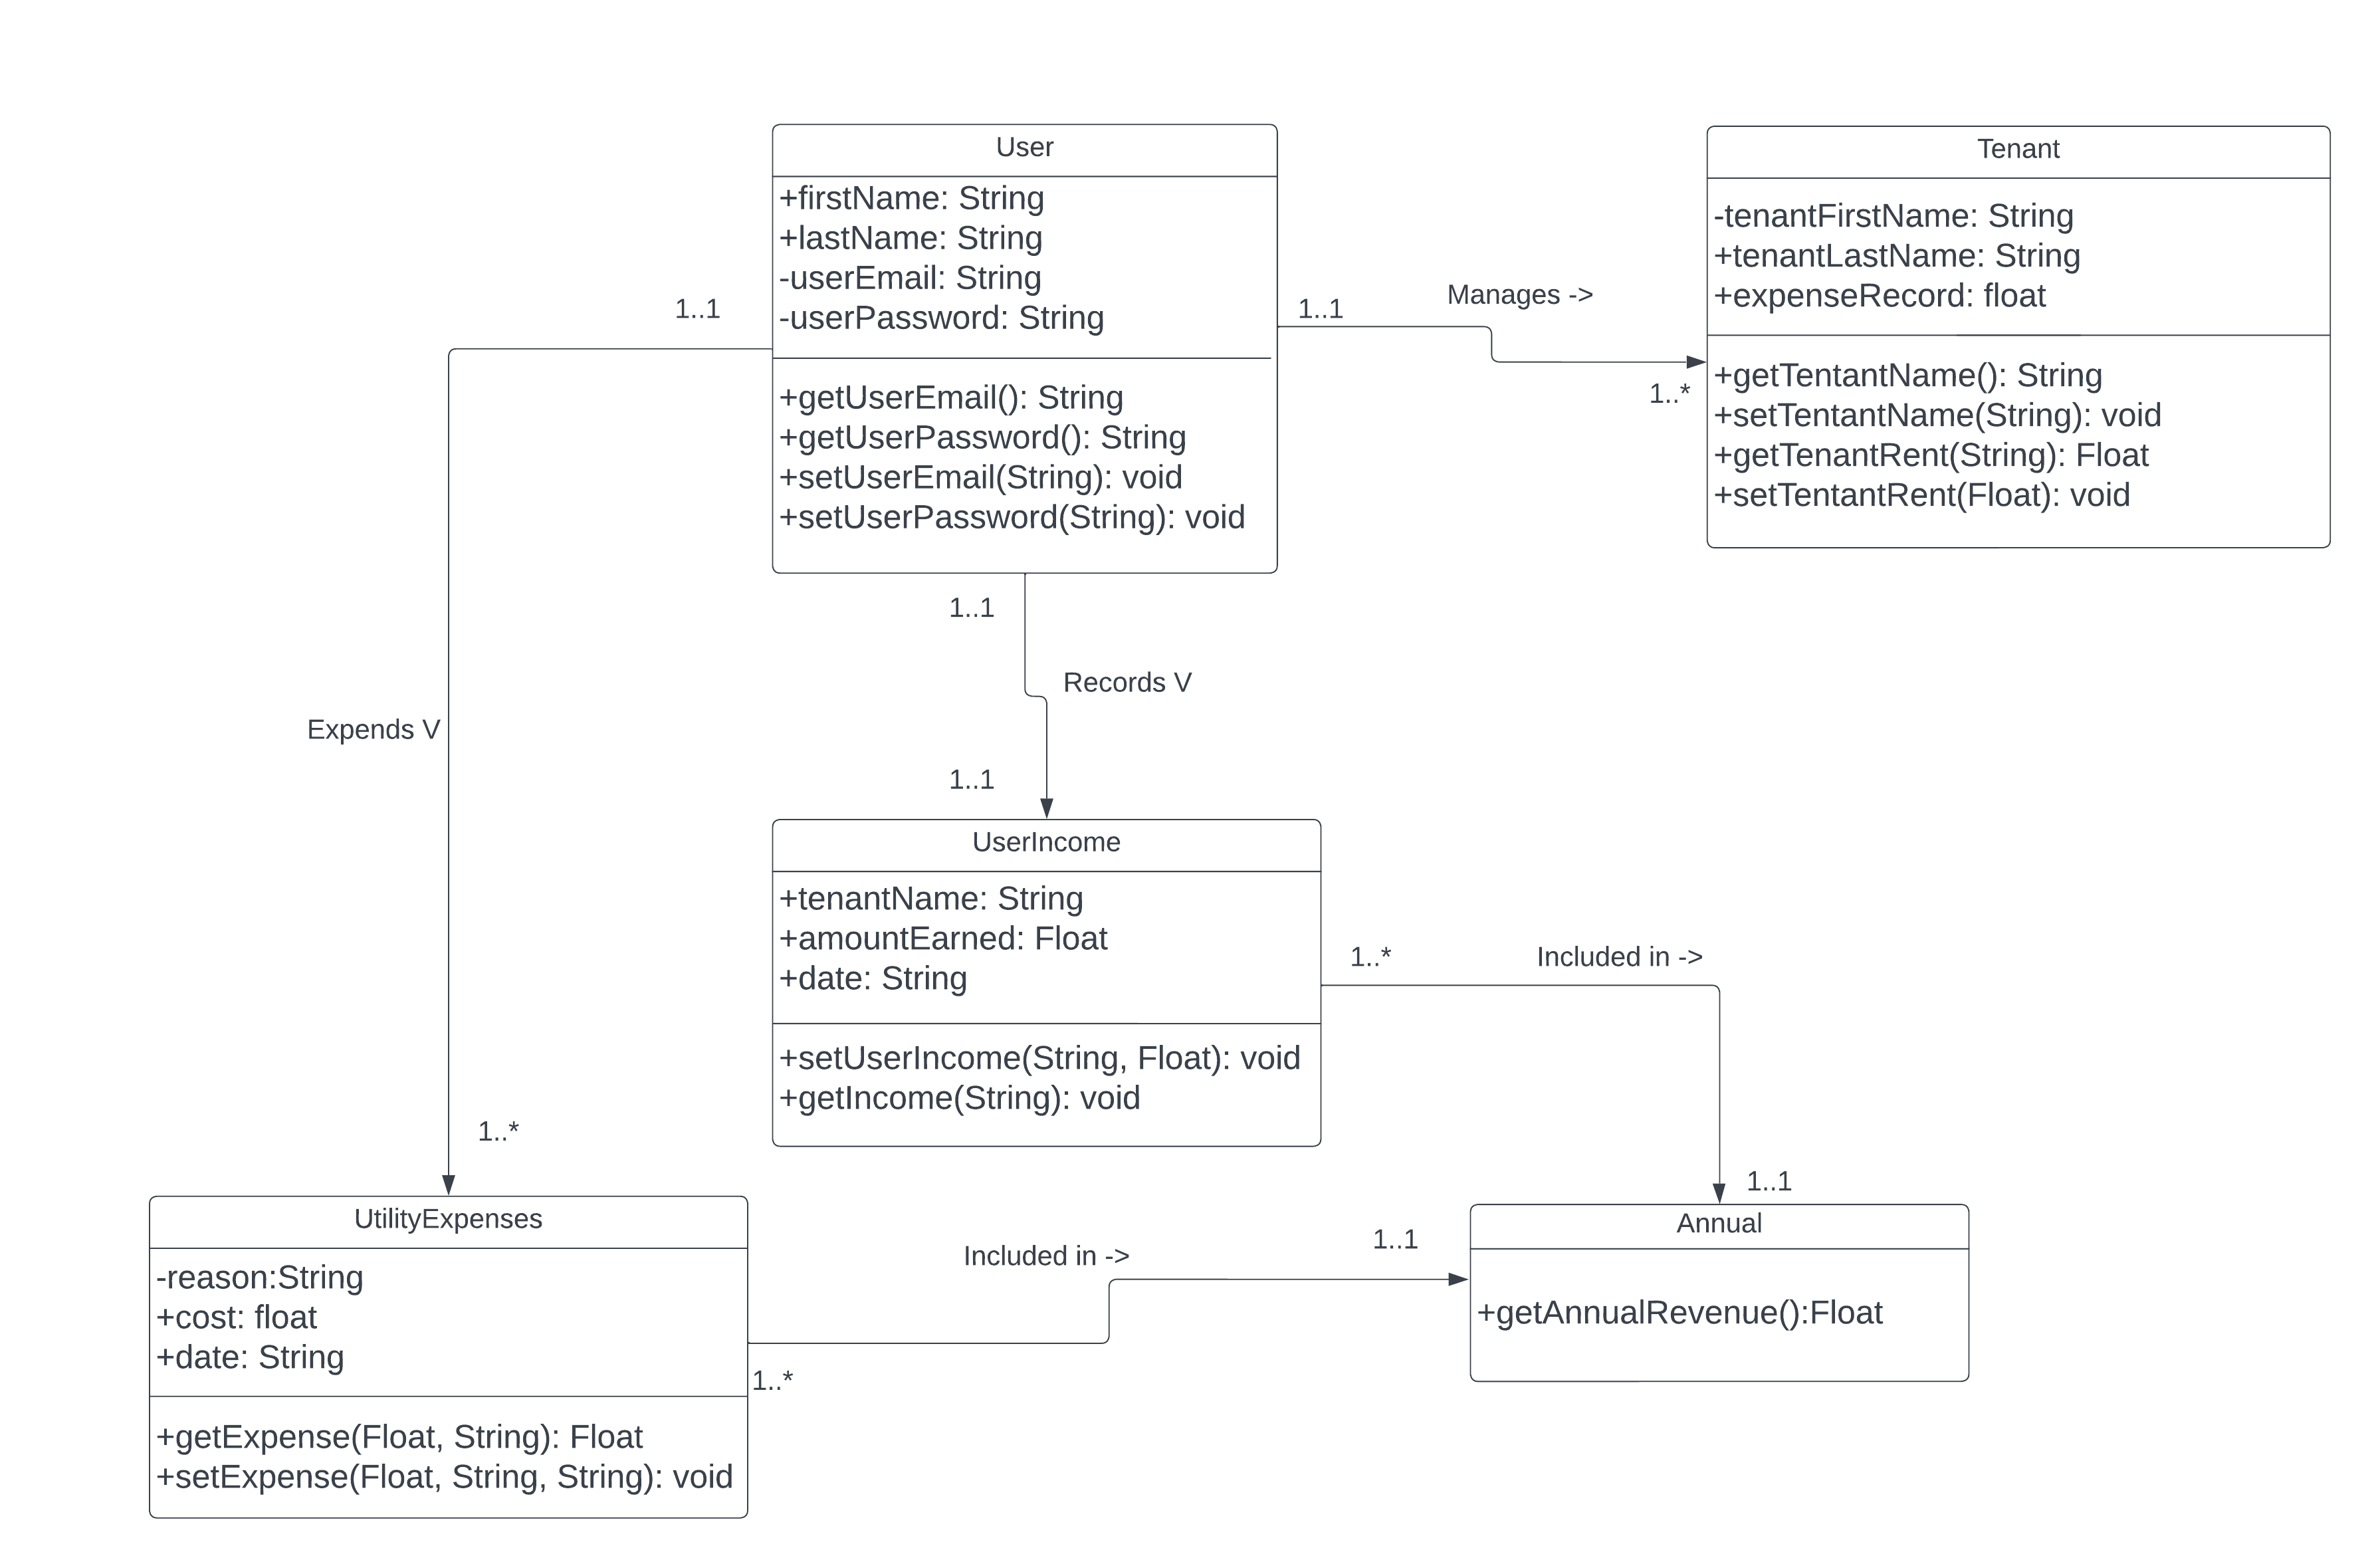 User
+firstName: String
+lastName: String
-userEmail: String
-userPassword: String
+getUserEmail(): String
+getUserPassword(): String
+setUserEmail(String): void
+setUserPassword(String): void
1..1
Manages ->
1..*
Tenant
-tenantFirstName: String
+tenantLastName: String
+expenseRecord: float
+getTentantName(): String
+setTentantName(String): void
+getTenantRent(String): Float
+setTentantRent(Float): void
1..1
Expends V
1..*
1..1
Records V
1..1
UserIncome
+tenantName: String
+amountEarned: Float
+date: String
+setUserIncome(String, Float): void
+getIncome(String): void
1..*
Included in ->
1..1
UtilityExpenses
-reason:String
+cost: float
+date: String
+getExpense(Float, String): Float
+setExpense(Float, String, String): void
1..*
Included in ->
1..1
Annual
+getAnnualRevenue():Float